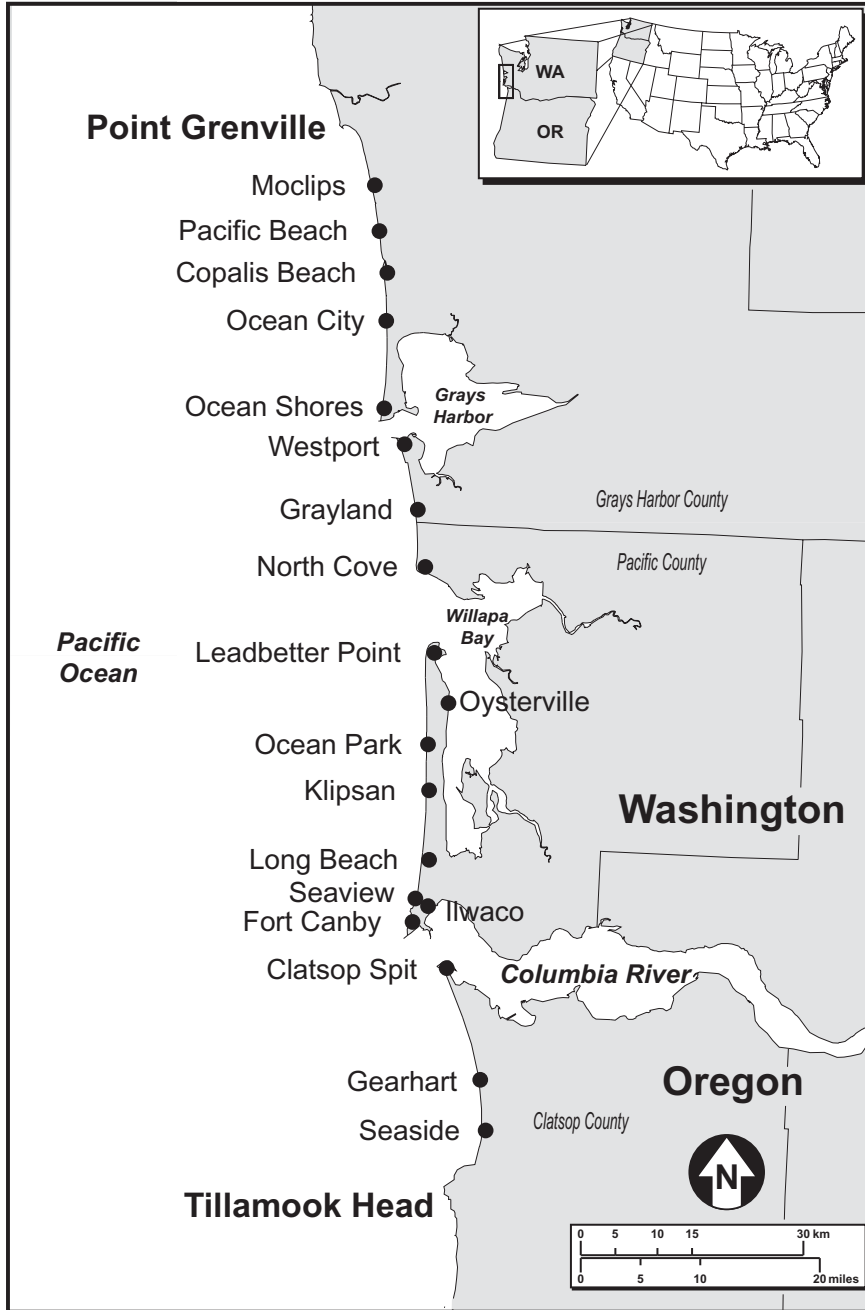 WA
OR
Point Grenville
Moclips
Pacific Beach
Copalis Beach
Ocean City
Ocean Shores
Grays
Harbor
Westport
Grayland
Grays Harbor County
North Cove
Pacific County
Willapa
Bay
Pacific
Ocean
Leadbetter Point
Oysterville
Ocean Park
Klipsan
Washington
Long Beach
Seaview
Ilwaco
Fort Canby
Clatsop Spit
Columbia River
Gearhart
Oregon
Seaside
Clatsop County
N
Tillamook Head
0 5 10 15 30 km
0 5 10 20 miles